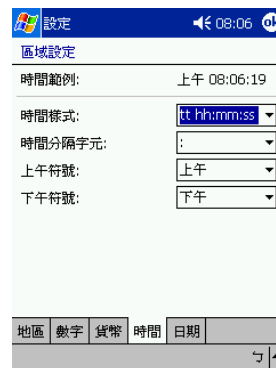 設定 08:06 ok
區域設定
時間範例: 上午 08:06:19
時間樣式: tt hh:mm:ss
時間分隔字元: :
上午符號: 上午
下午符號: 下午
地區 數字 貨幣 時間 日期
ㄅ